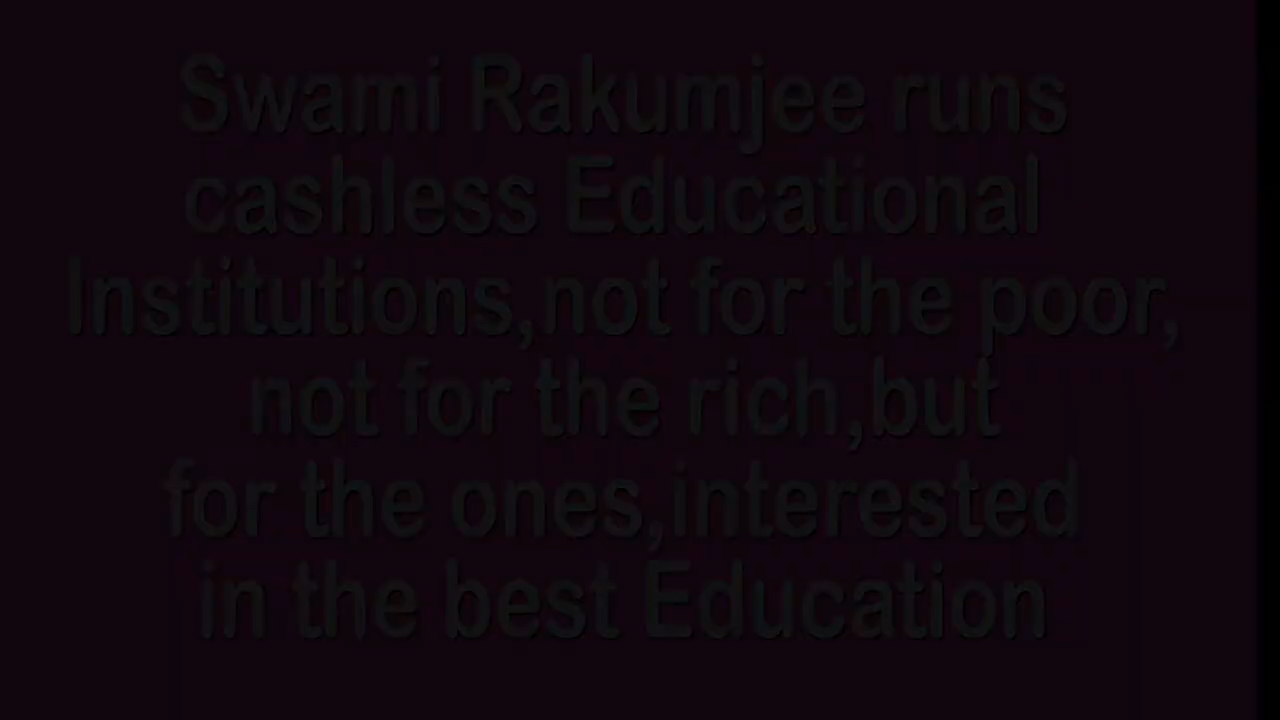 Swami Rakumjee runs
cashless Educational
Institutions,not for the poor,
not for the rich,but
for the ones,interested
in the best Education